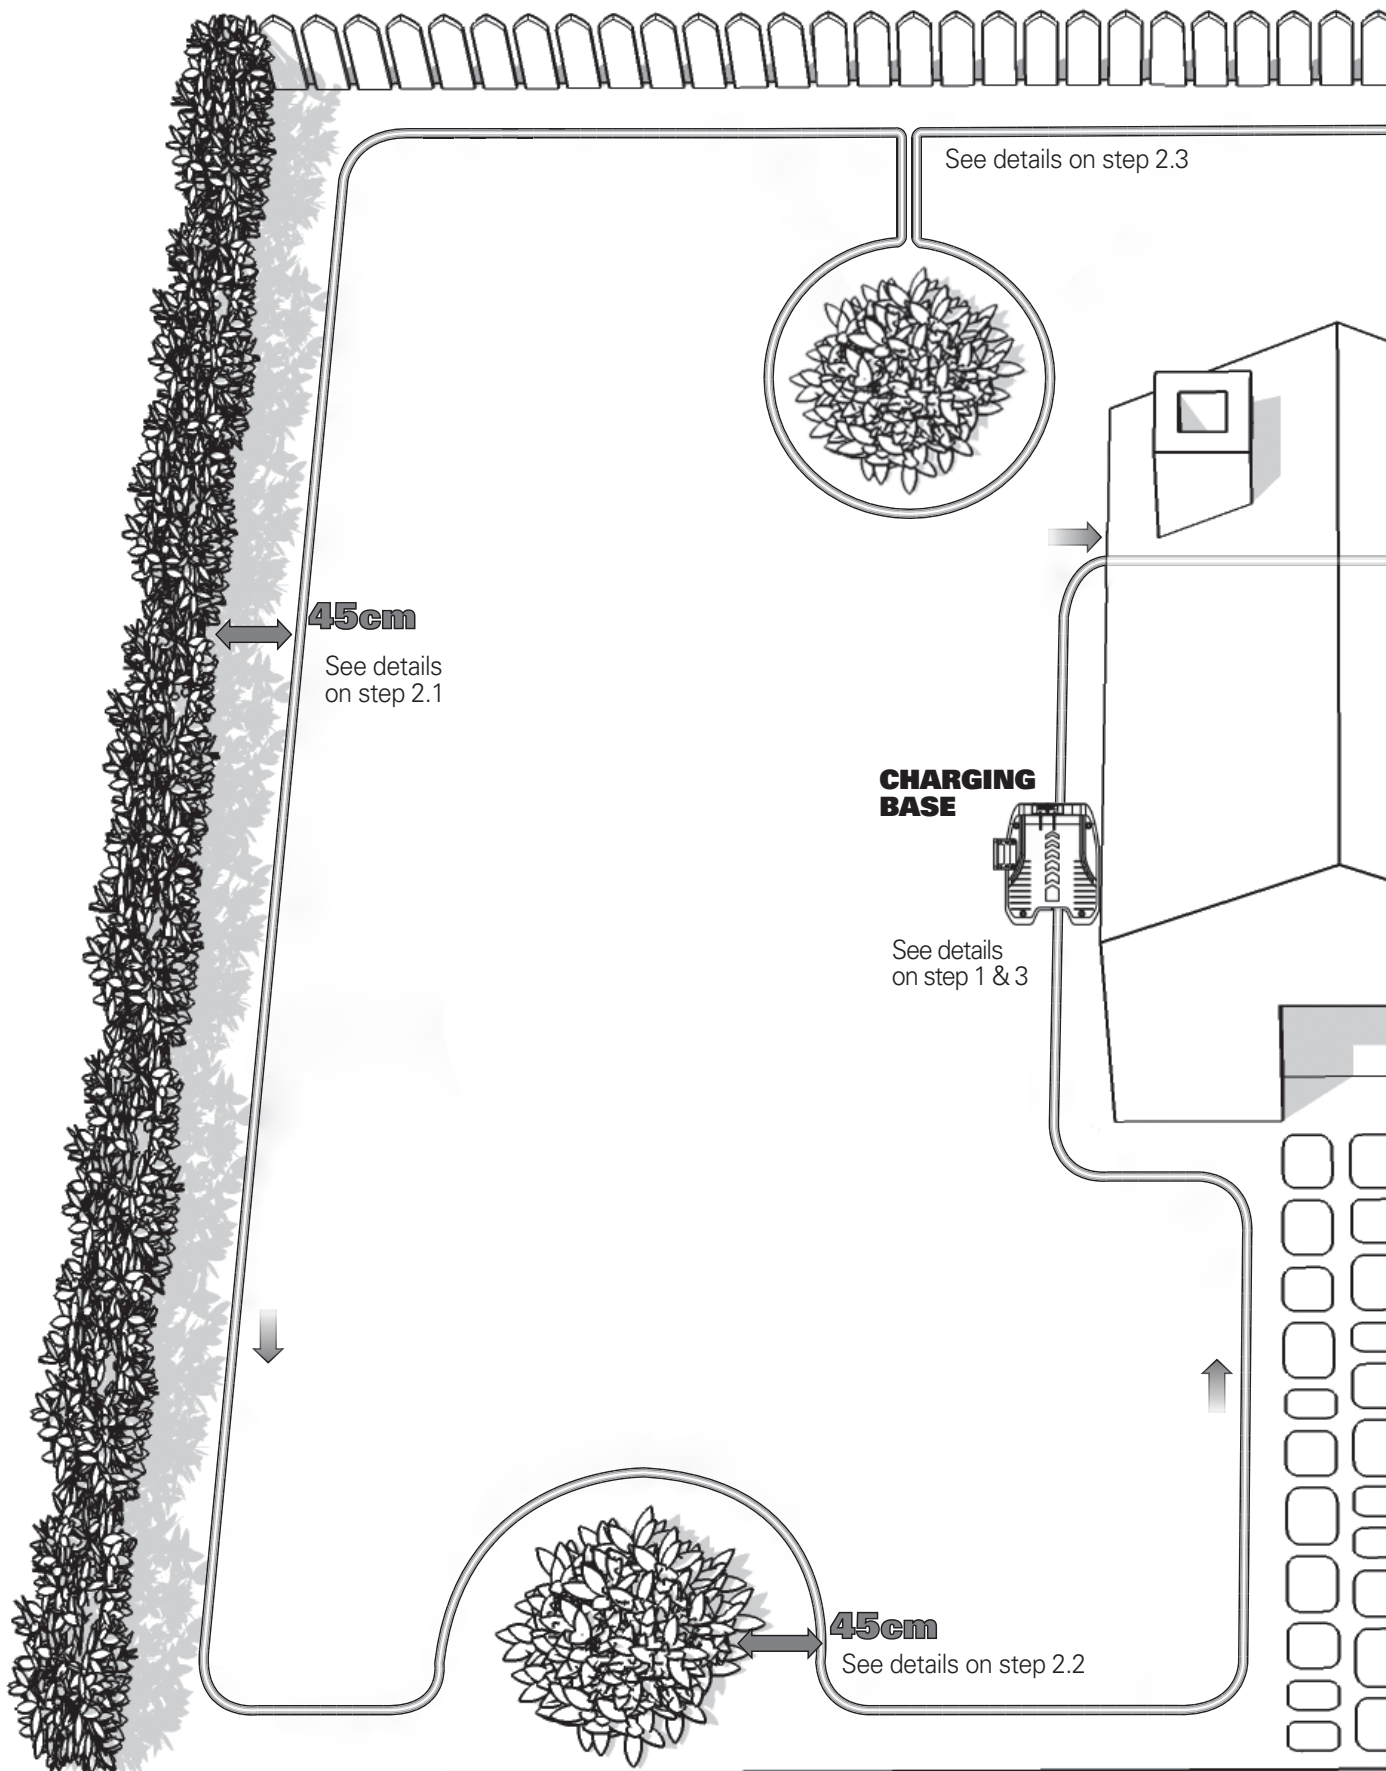 See details on step 2.3
45cm
See details
on step 2.1
CHARGING
BASE
See details
on step 1 & 3
45cm
See details on step 2.2